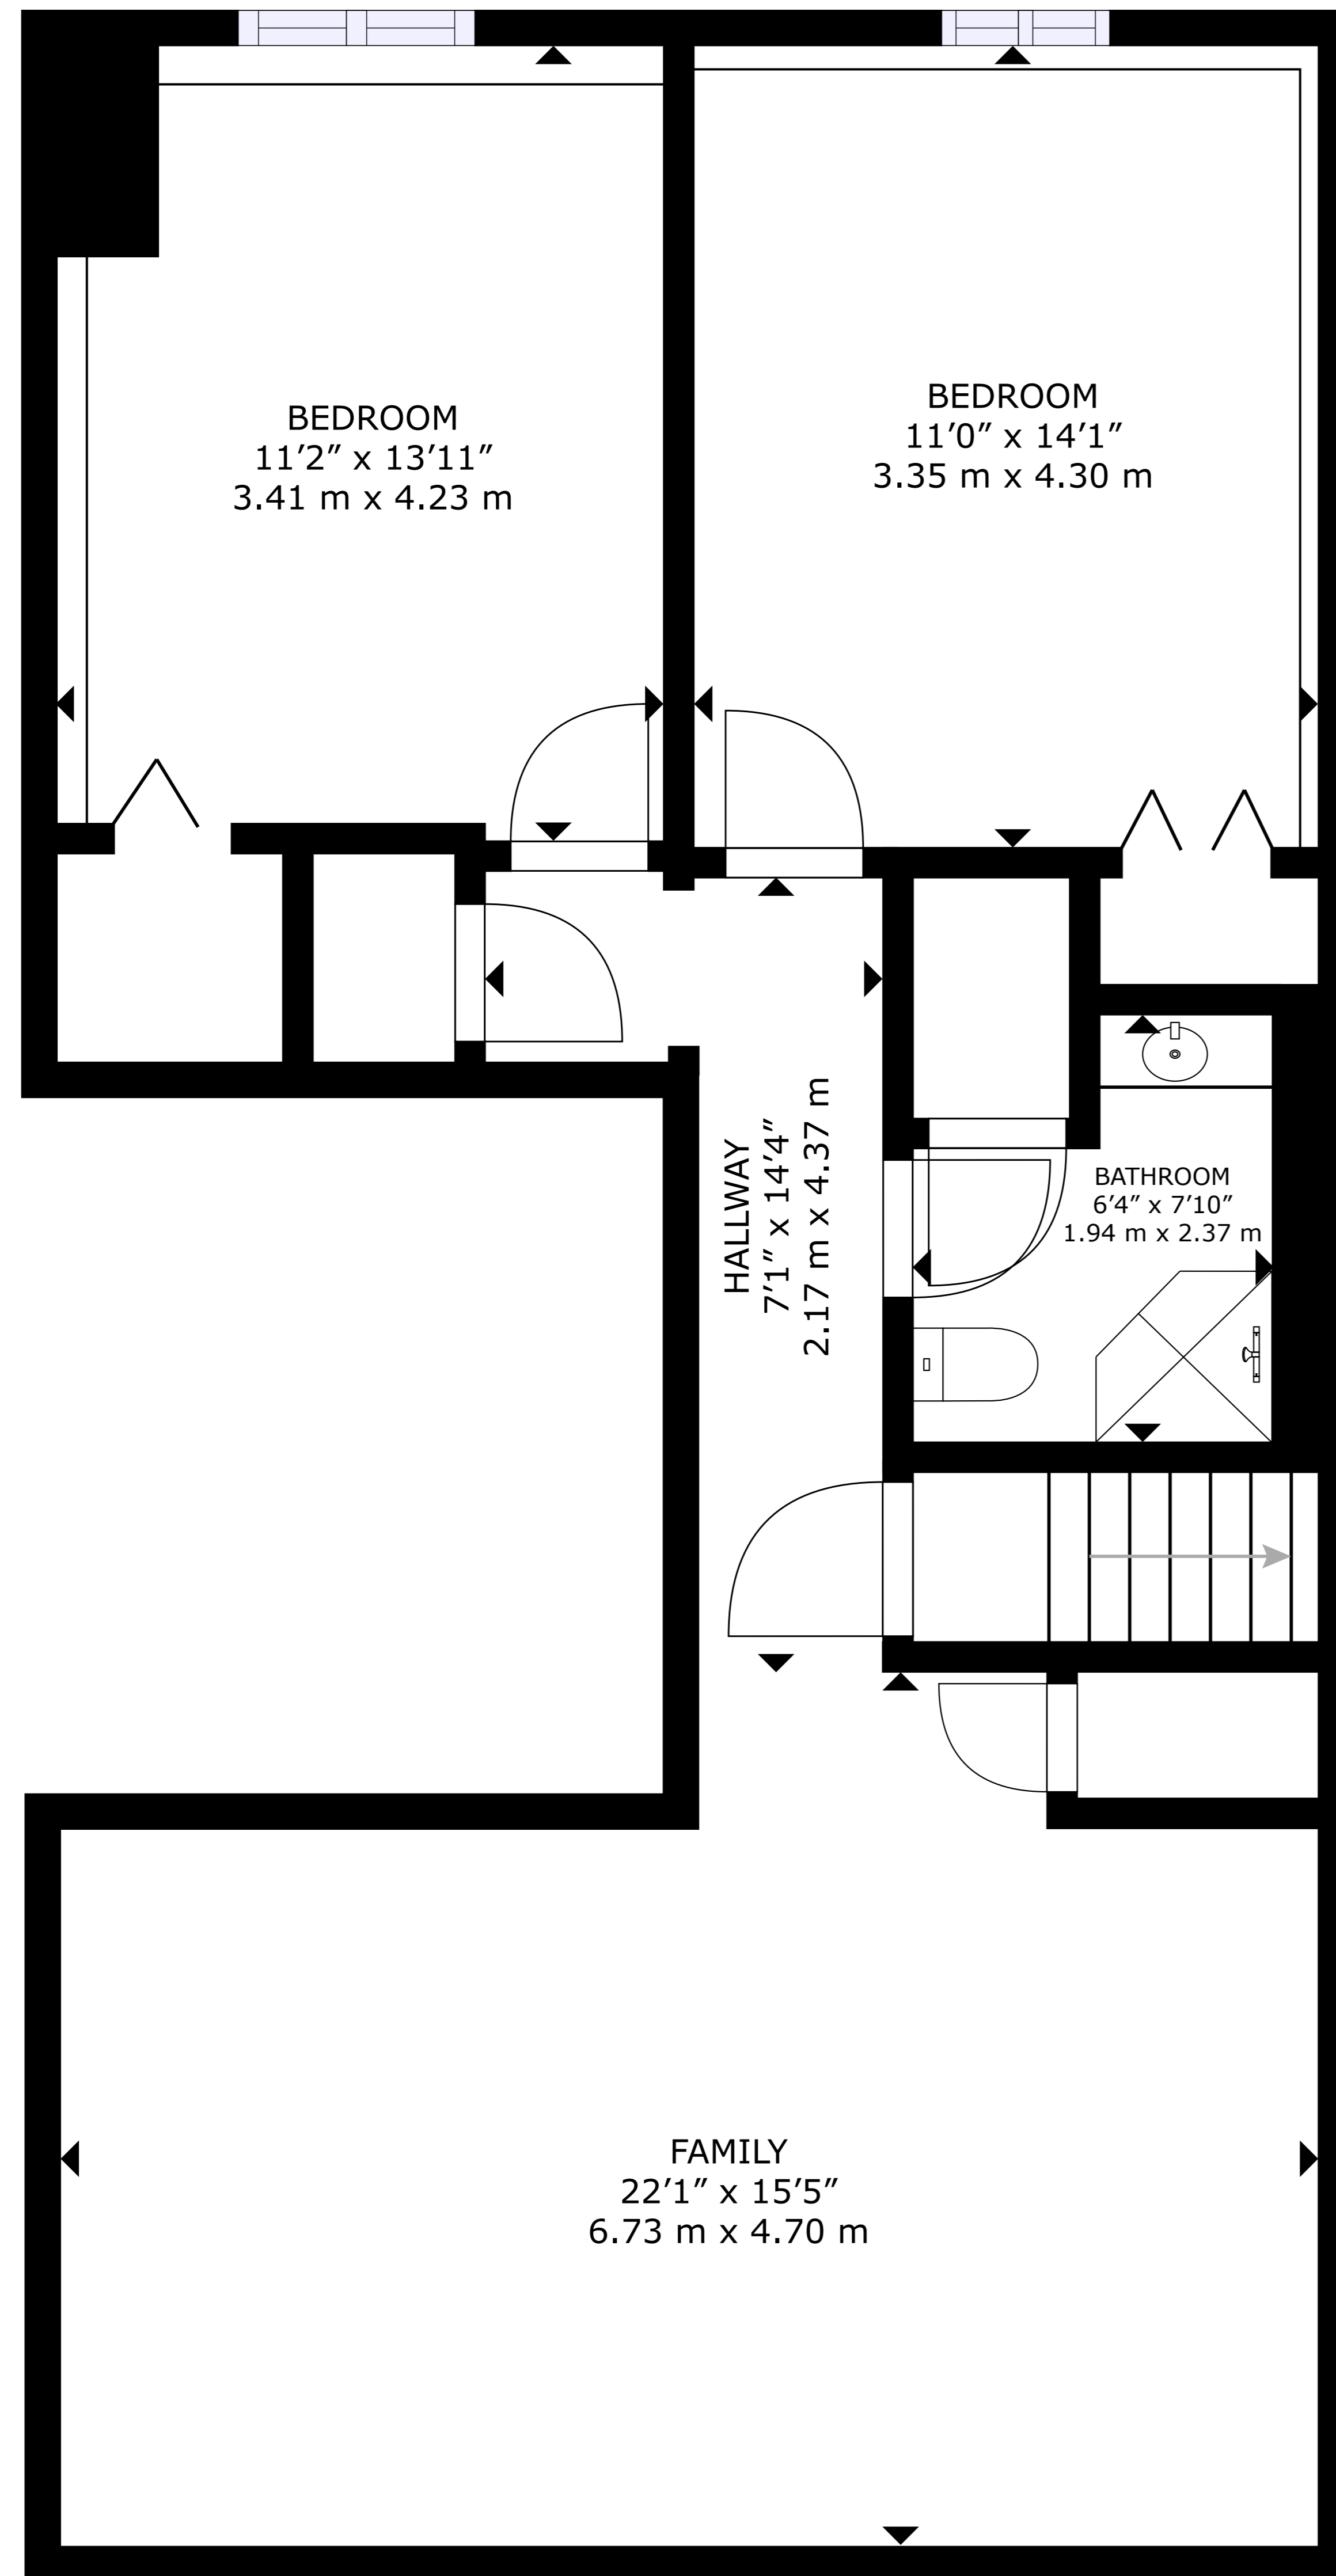 BEDROOM
11′2″ x 13′11″
3.41 m x 4.23 m
BEDROOM
11′0″ x 14′1″
3.35 m x 4.30 m
HALLWAY
7′1″ x 14′4″
2.17 m x 4.37 m
BATHROOM
6′4″ x 7′10″
1.94 m x 2.37 m
FAMILY
22′1″ x 15′5″
6.73 m x 4.70 m